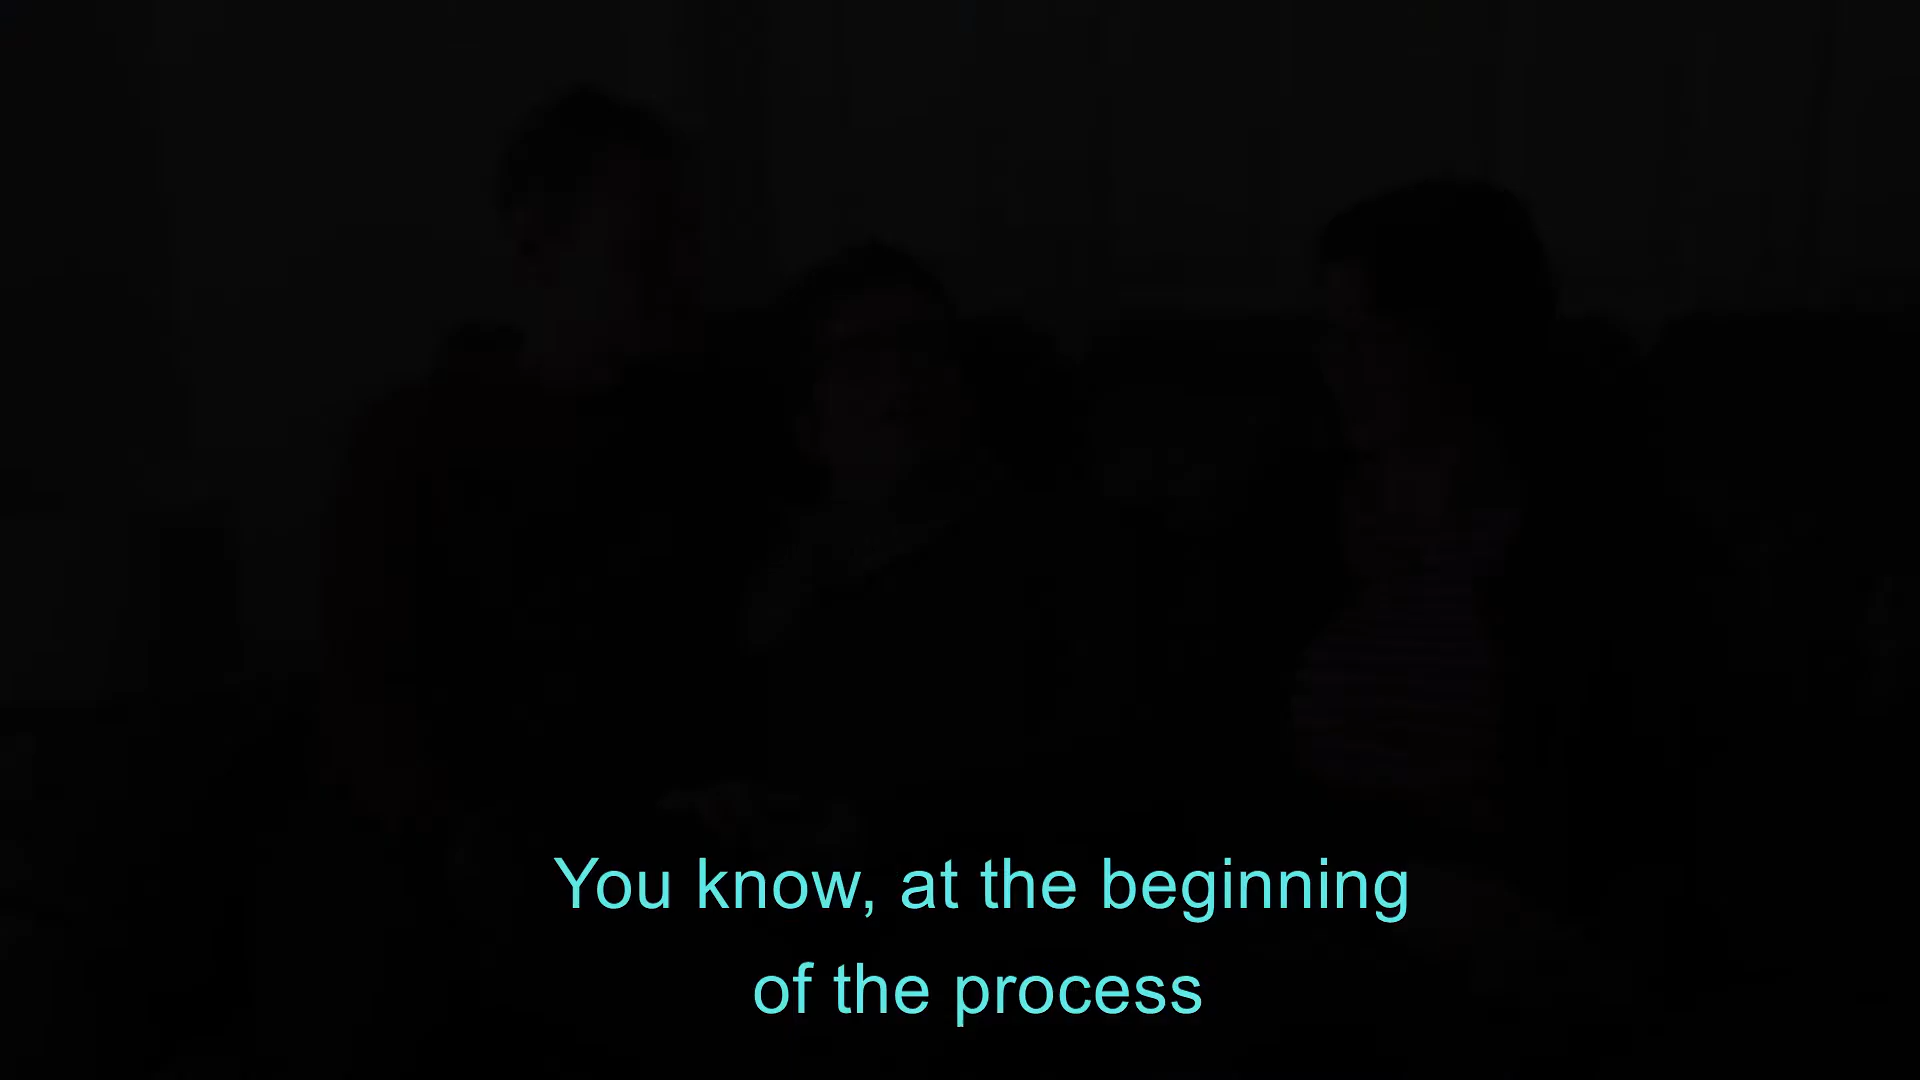 You know, at the beginning
of the process